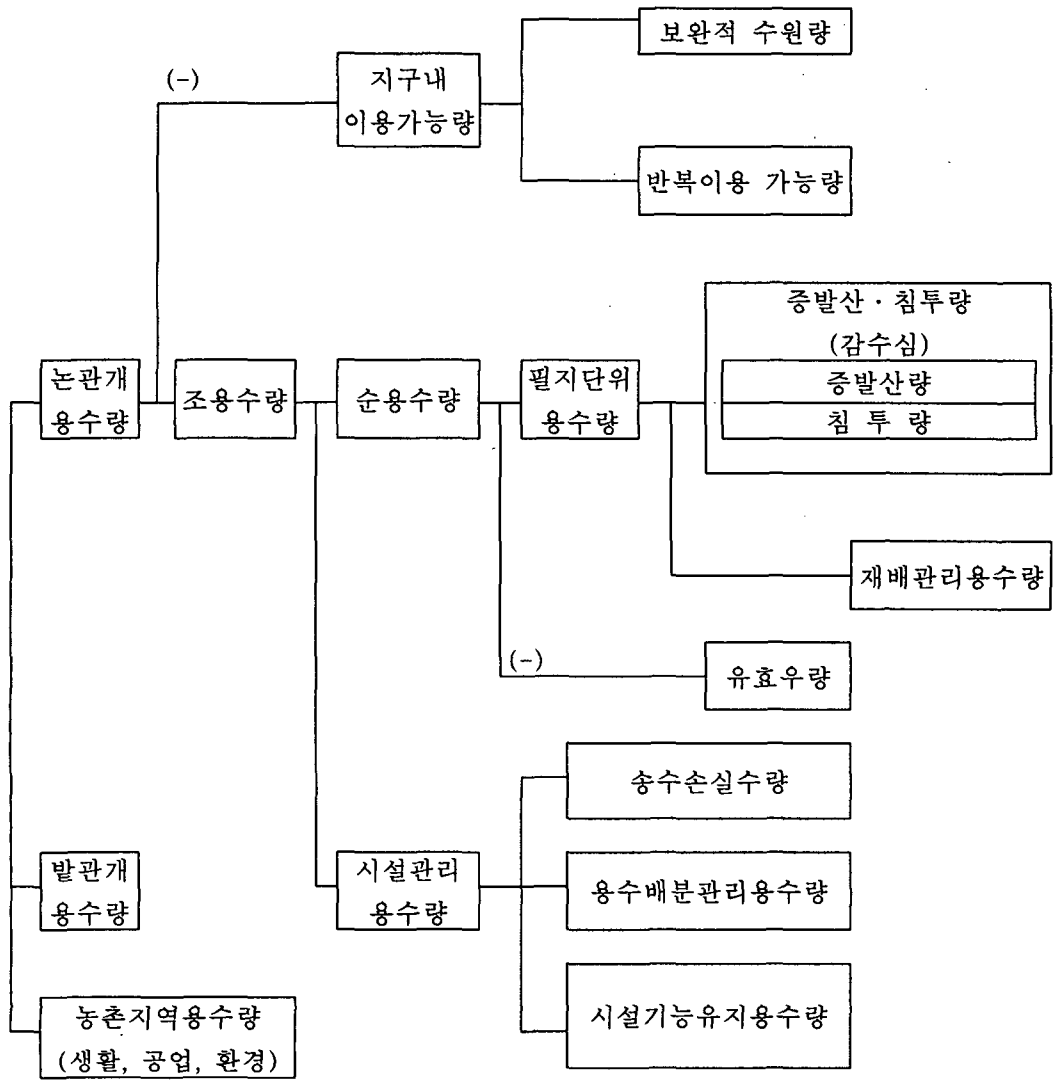 보완적 수원량
(-)
지구내
이용가능량
반복이용 가능량
증발산 · 침투량
(감수심)
증발산량
침 투 량
논관개
용수량
조용수량
순용수량
필지단위
용수량
재배관리용수량
(-)
유효우량
송수손실수량
밭관개
용수량
시설관리
용수량
용수배분관리용수량
시설기능유지용수량
농촌지역용수량
(생활, 공업, 환경)